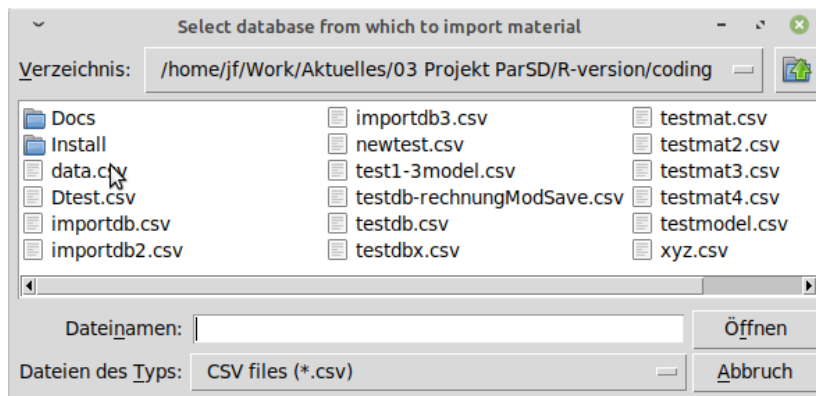 Select database from which to import material
Verzeichnis: /home/jf/Work/Aktuelles/03 Projekt ParSD/R-version/coding
Docs
Install
data.csv
Dtest.csv
importdb.csv
importdb2.csv
importdb3.csv
newtest.csv
test1-3model.csv
testdb-rechnungModSave.csv
testdb.csv
testdbx.csv
testmat.csv
testmat2.csv
testmat3.csv
testmat4.csv
testmodel.csv
xyz.csv
Dateinamen:
Öffnen
Dateien des Typs: CSV files (*.csv)
Abbruch